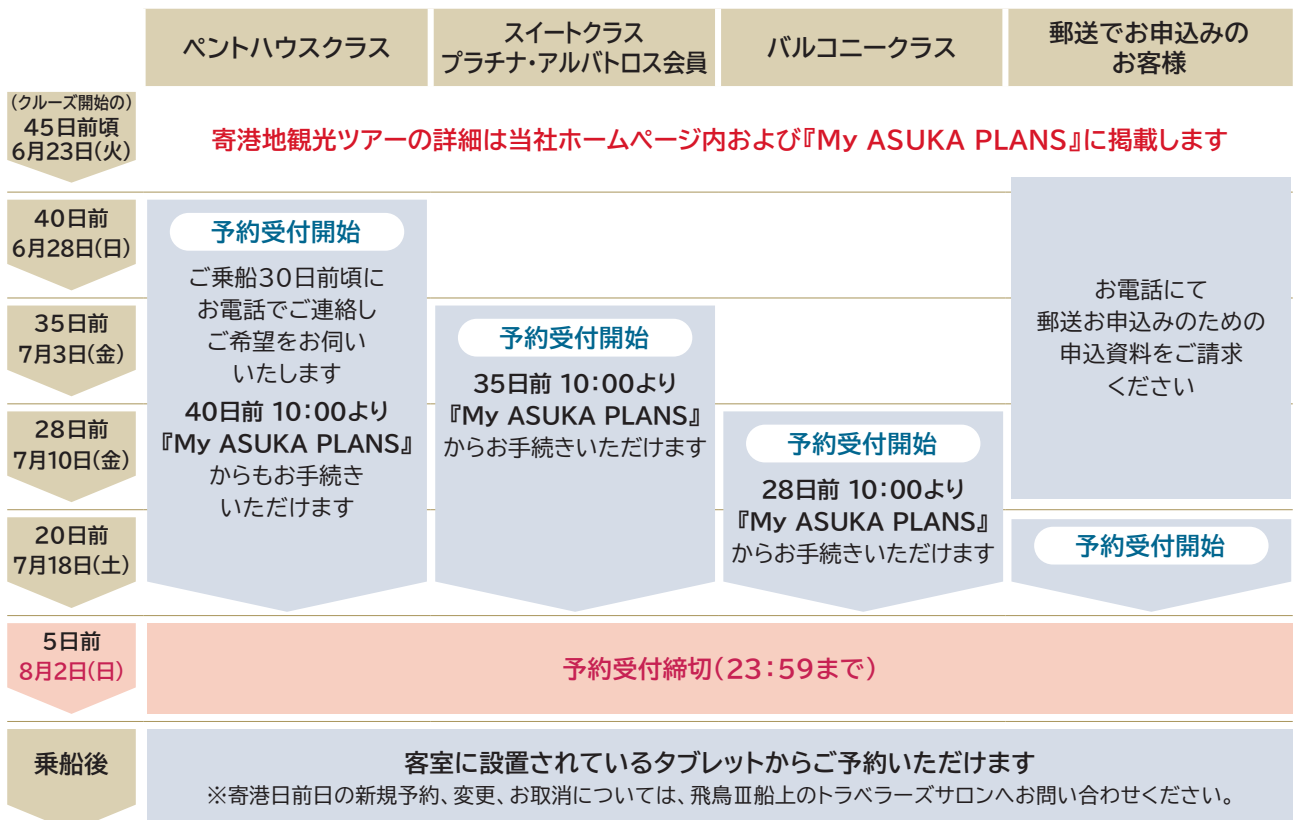 ペントハウスクラス
スイートクラス
プラチナ・アルバトロス会員
バルコニークラス
郵送でお申込みの
お客様
(クルーズ開始の)
45日前頃
6月23日(火)
寄港地観光ツアーの詳細は当社ホームページ内および『My ASUKA PLANS』に掲載します
40日前
6月28日(日)
35日前
7月3日(金)
28日前
7月10日(金)
20日前
7月18日(土)
予約受付開始
ご乗船30日前頃に
お電話でご連絡し
ご希望をお伺い
いたします
40日前 10:00より
『My ASUKA PLANS』
からもお手続き
いただけます
予約受付開始
35日前 10:00より
『My ASUKA PLANS』
からお手続きいただけます
予約受付開始
28日前 10:00より
『My ASUKA PLANS』
からお手続きいただけます
お電話にて
郵送お申込みのための
申込資料をご請求
ください
予約受付開始
5日前
8月2日(日)
予約受付締切(23:59まで)
乗船後
客室に設置されているタブレットからご予約いただけます
※寄港日前日の新規予約、変更、お取消については、飛鳥Ⅲ船上のトラベラーズサロンへお問い合わせください。